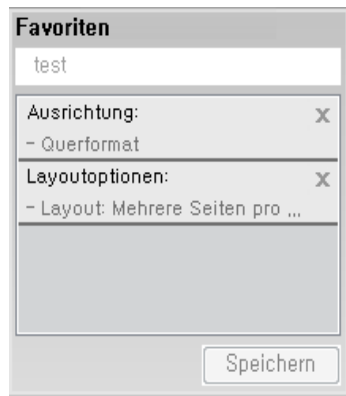 Favoriten
test
Ausrichtung: X
- Querformat
Layoutoptionen: X
- Layout: Mehrere Seiten pro ...
Speichern